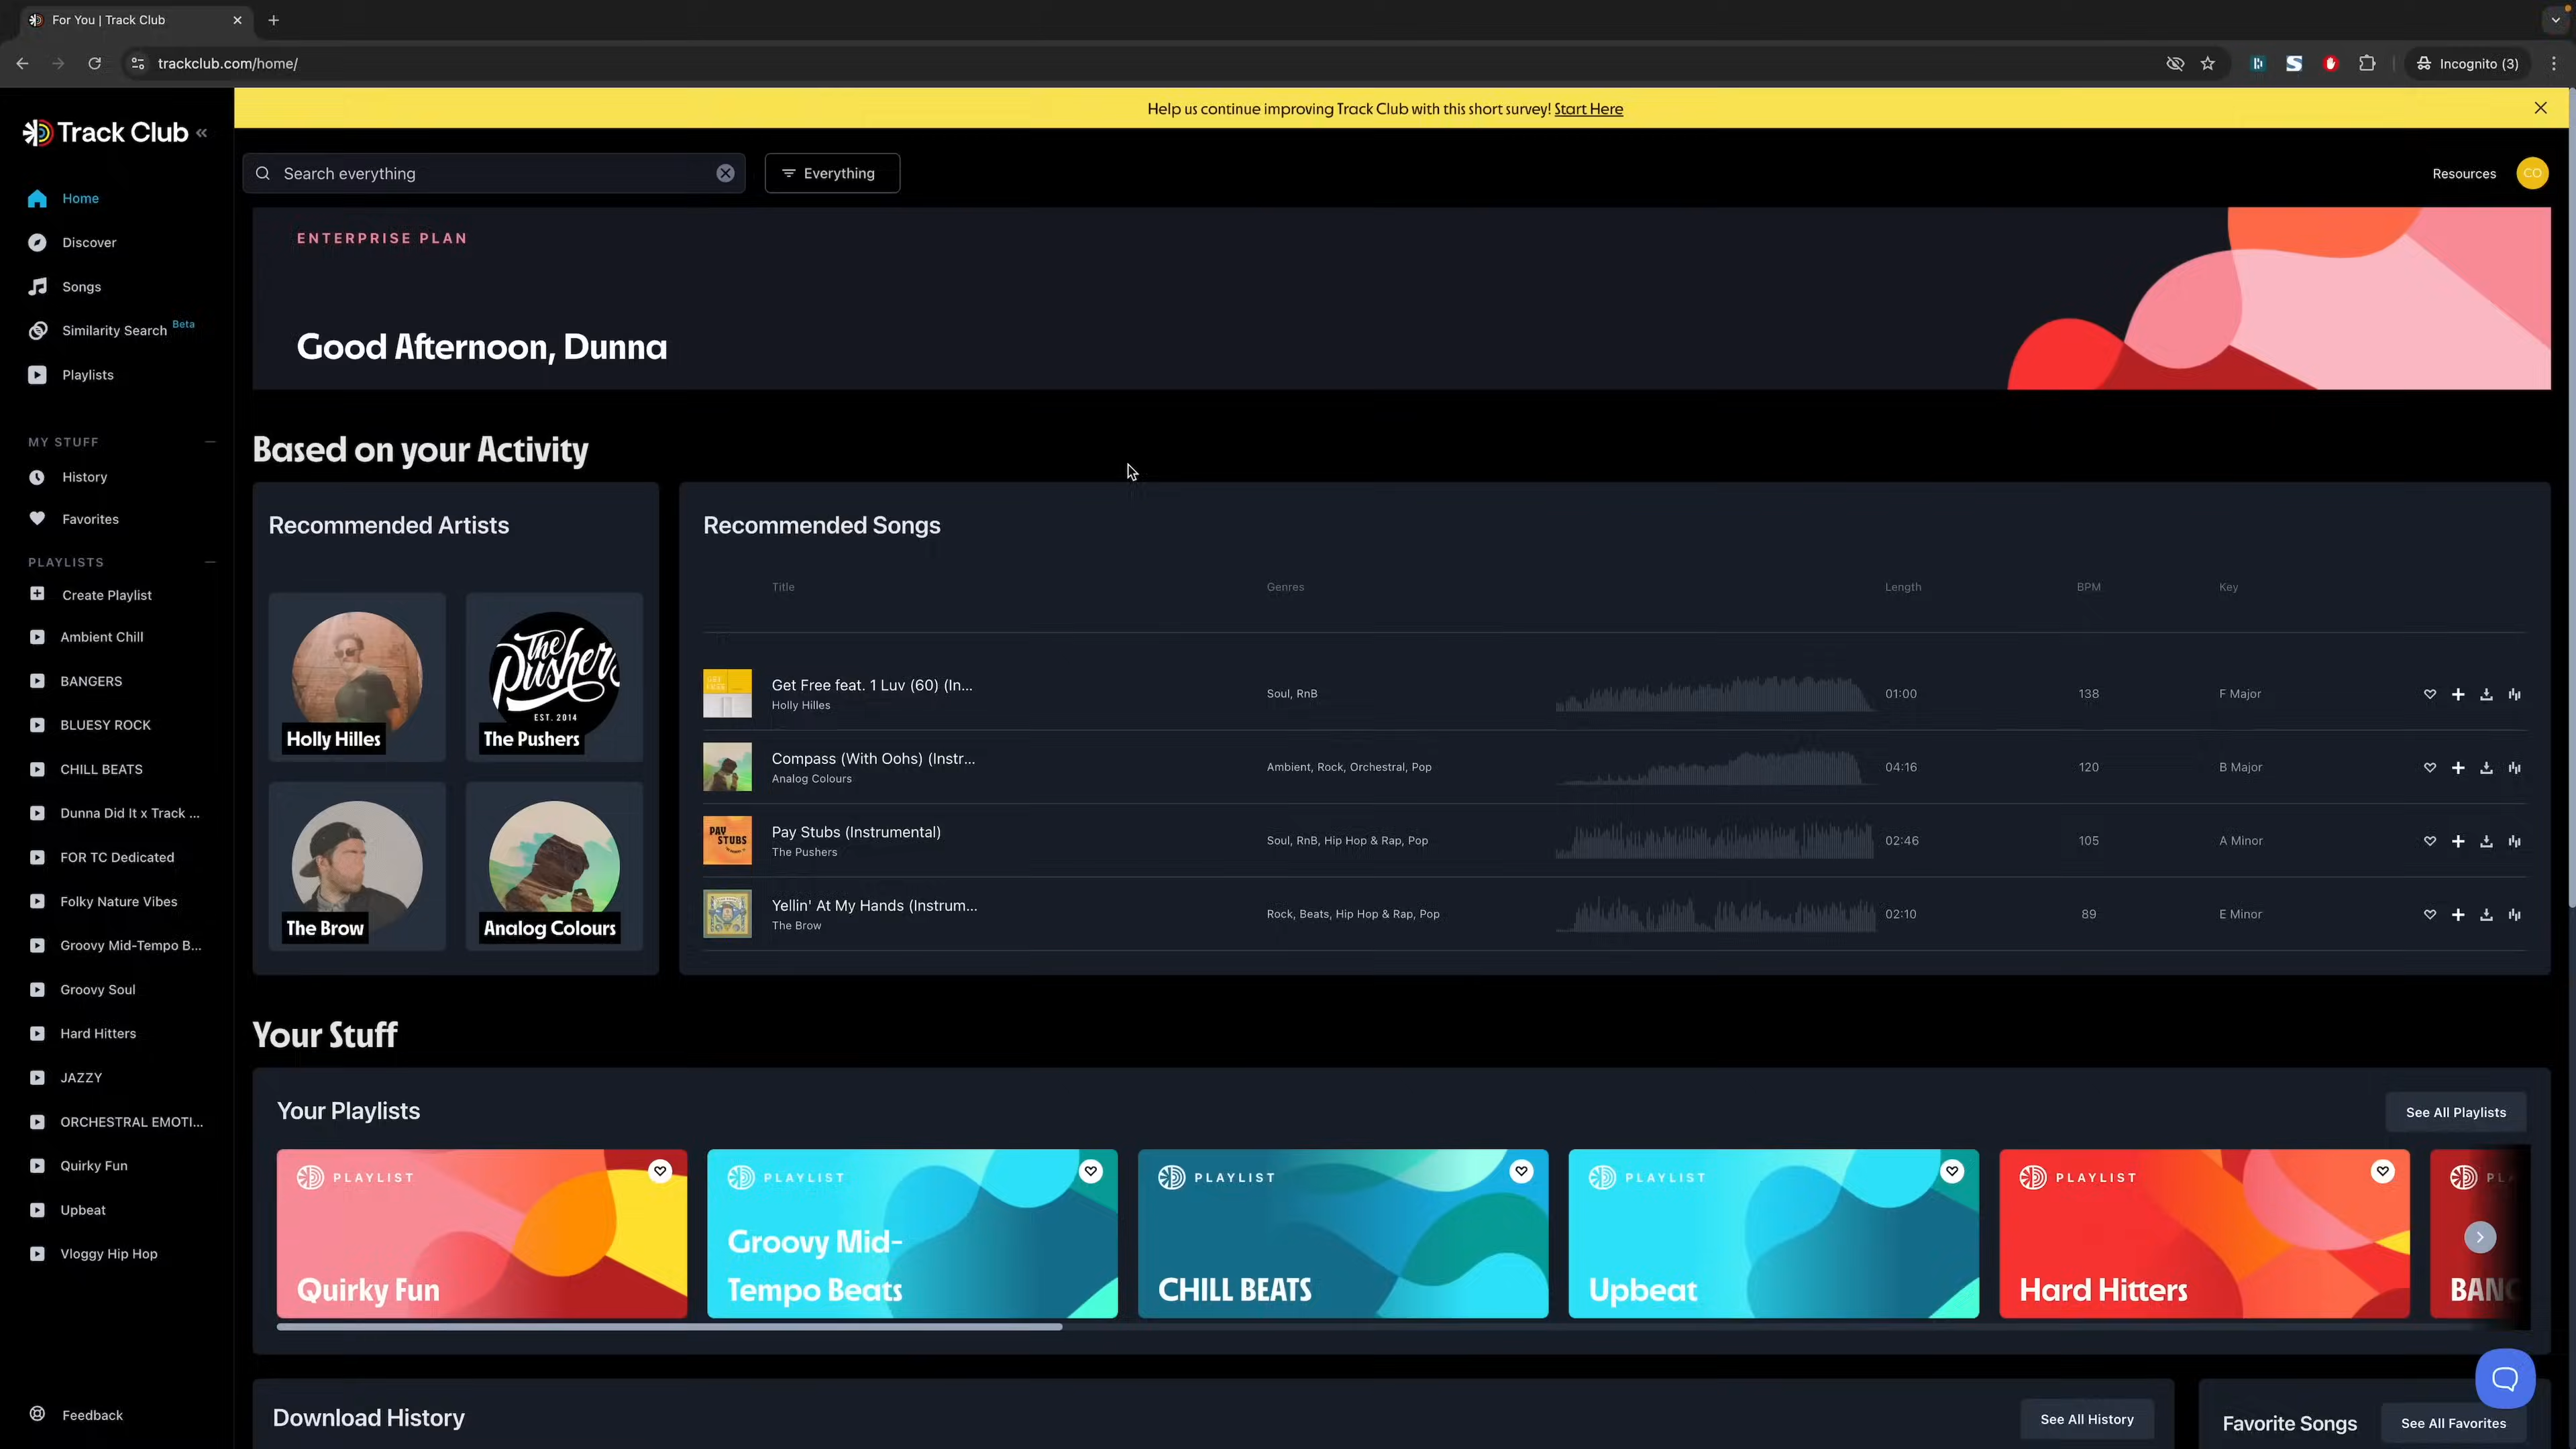 For You | Track Club
trackclub.com/home/
Incognito (3)
Track Club
Help us continue improving Track Club with this short survey! Start Here
Search everything
Everything
Resources
CO
Home
Discover
Songs
Similarity Search Beta
Playlists
MY STUFF
History
Favorites
PLAYLISTS
Create Playlist
Ambient Chill
BANGERS
BLUESY ROCK
CHILL BEATS
Dunna Did It x Track ...
FOR TC Dedicated
Folky Nature Vibes
Groovy Mid-Tempo B...
Groovy Soul
Hard Hitters
JAZZY
ORCHESTRAL EMOTI...
Quirky Fun
Upbeat
Vloggy Hip Hop
Feedback
ENTERPRISE PLAN
Good Afternoon, Dunna
Based on your Activity
Recommended Artists
Holly Hilles
The Pushers
EST. 2014
The Pushers
The Brow
Analog Colours
Recommended Songs
Title Genres Length BPM Key
Get Free feat. 1 Luv (60) (In...
Holly Hilles
Soul, RnB 01:00 138 F Major
Compass (With Oohs) (Instr...
Analog Colours
Ambient, Rock, Orchestral, Pop 04:16 120 B Major
PAY
STUBS
Pay Stubs (Instrumental)
The Pushers
Soul, RnB, Hip Hop & Rap, Pop 02:46 105 A Minor
Yellin' At My Hands (Instrum...
The Brow
Rock, Beats, Hip Hop & Rap, Pop 02:10 89 E Minor
Your Stuff
Your Playlists
See All Playlists
PLAYLIST
Quirky Fun
PLAYLIST
Groovy Mid-
Tempo Beats
PLAYLIST
CHILL BEATS
PLAYLIST
Upbeat
PLAYLIST
Hard Hitters
PL
BANG
Download History
See All History
Favorite Songs
See All Favorites